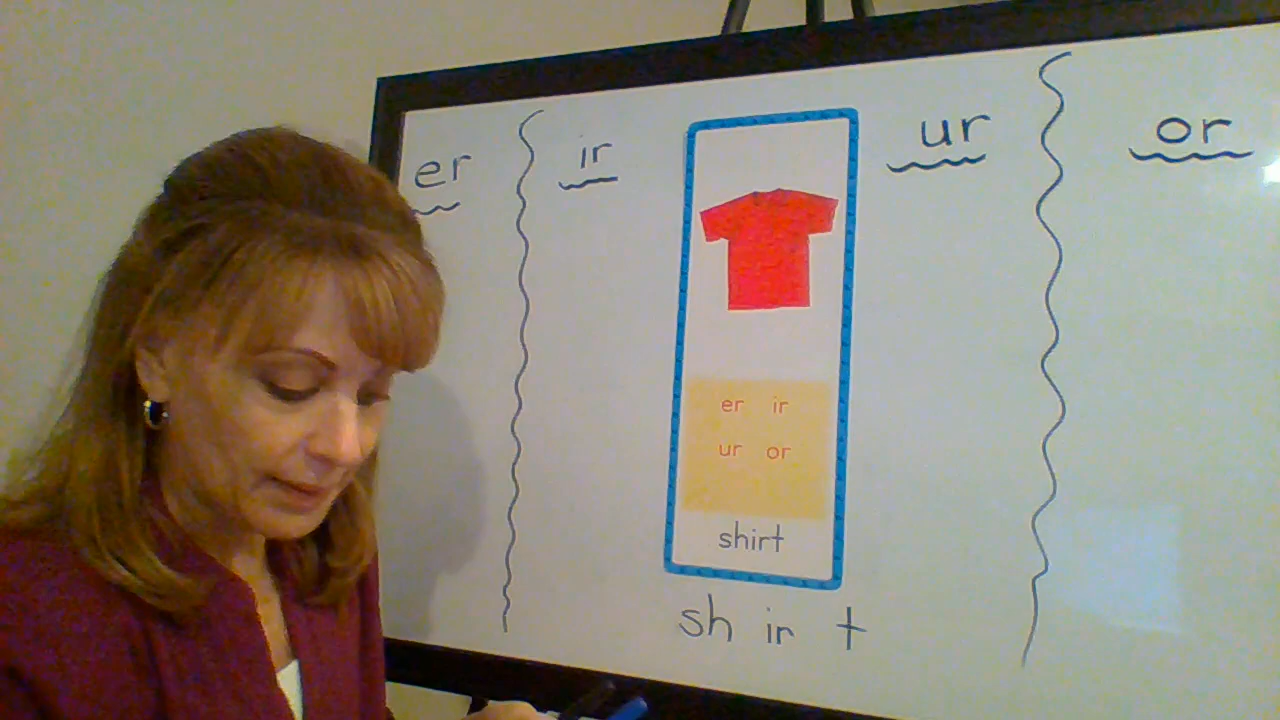 er ir ur or
er ir
ur or
shirt
sh ir t